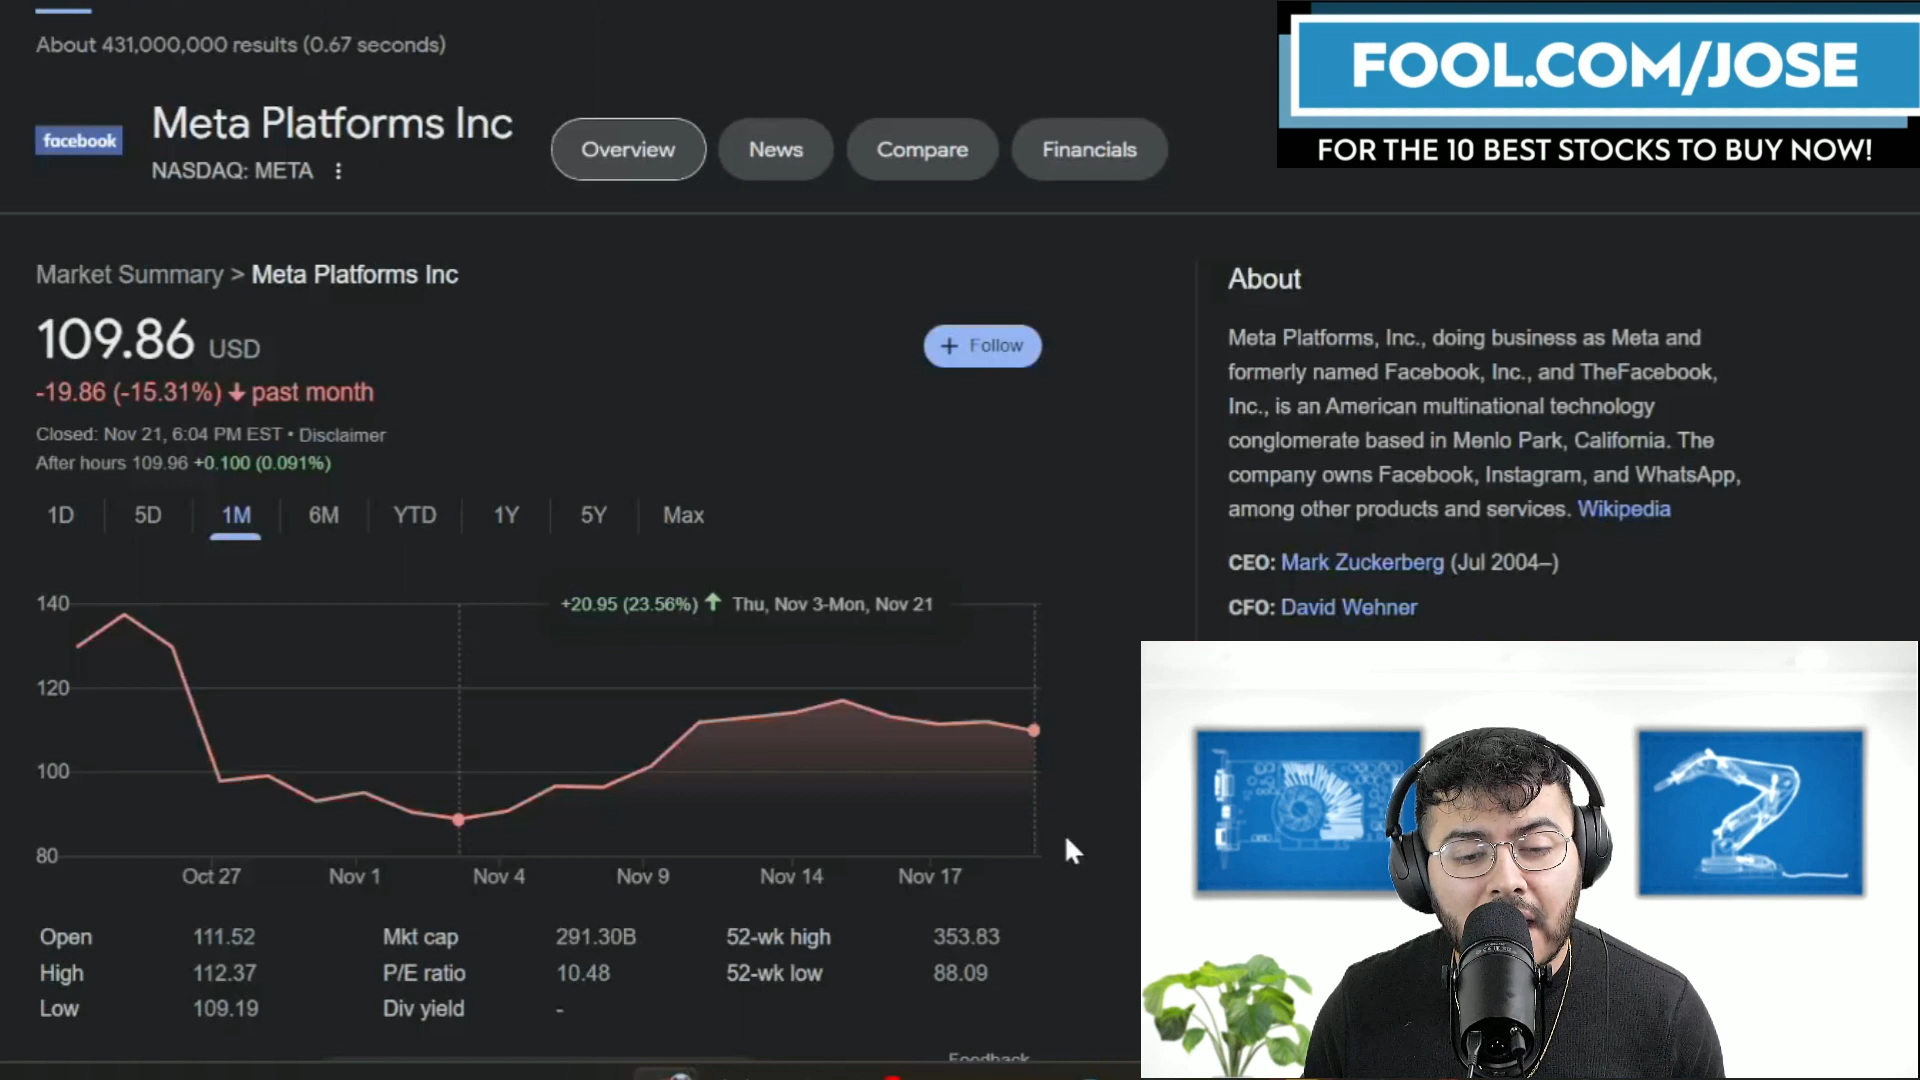 About 431,000,000 results (0.67 seconds)
FOOL.COM/JOSE
FOR THE 10 BEST STOCKS TO BUY NOW!
facebook
Meta Platforms Inc
NASDAQ: META
Overview
News
Compare
Financials
Market Summary > Meta Platforms Inc
109.86 USD
+ Follow
-19.86 (-15.31%) past month
Closed: Nov 21, 6:04 PM EST • Disclaimer
After hours 109.96 +0.100 (0.091%)
1D 5D 1M 6M YTD 1Y 5Y Max
+20.95 (23.56%) Thu, Nov 3-Mon, Nov 21
140
120
100
80
Oct 27 Nov 1 Nov 4 Nov 9 Nov 14 Nov 17
Open 111.52 Mkt cap 291.30B 52-wk high 353.83
High 112.37 P/E ratio 10.48 52-wk low 88.09
Low 109.19 Div yield -
Feedback
About
Meta Platforms, Inc., doing business as Meta and
formerly named Facebook, Inc., and TheFacebook,
Inc., is an American multinational technology
conglomerate based in Menlo Park, California. The
company owns Facebook, Instagram, and WhatsApp,
among other products and services. Wikipedia
CEO: Mark Zuckerberg (Jul 2004–)
CFO: David Wehner